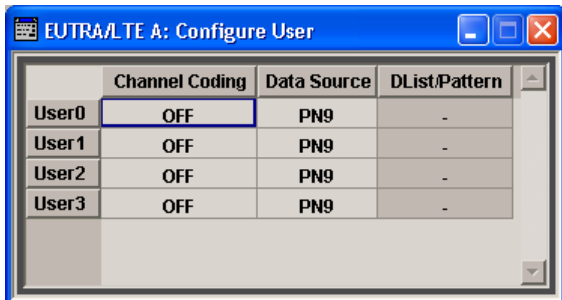 EUTRA/LTE A: Configure User
Channel Coding Data Source DList/Pattern
User0 OFF PN9 -
User1 OFF PN9 -
User2 OFF PN9 -
User3 OFF PN9 -